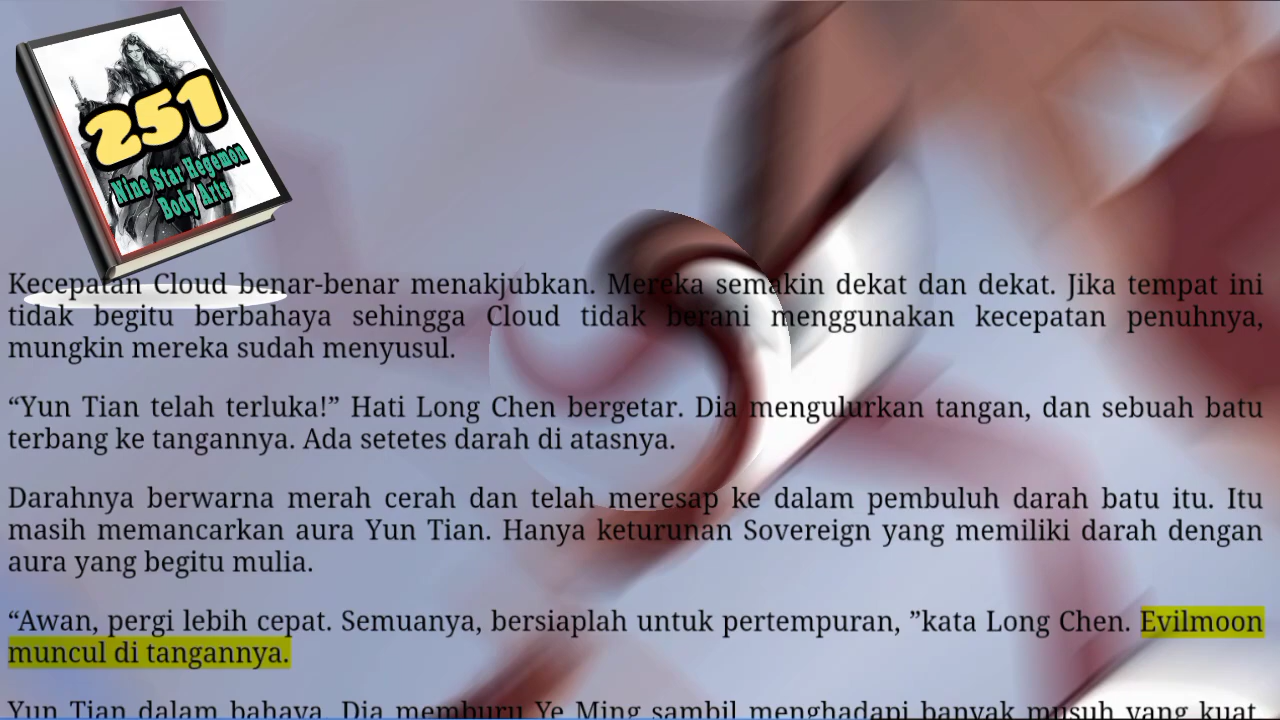 251
Nine Star Hegemon
Body Arts
Kecepatan Cloud benar-benar menakjubkan. Mereka semakin dekat dan dekat. Jika tempat ini
tidak begitu berbahaya sehingga Cloud tidak berani menggunakan kecepatan penuhnya,
mungkin mereka sudah menyusul.
“Yun Tian telah terluka!” Hati Long Chen bergetar. Dia mengulurkan tangan, dan sebuah batu
terbang ke tangannya. Ada setetes darah di atasnya.
Darahnya berwarna merah cerah dan telah meresap ke dalam pembuluh darah batu itu. Itu
masih memancarkan aura Yun Tian. Hanya keturunan Sovereign yang memiliki darah dengan
aura yang begitu mulia.
“Awan, pergi lebih cepat. Semuanya, bersiaplah untuk pertempuran, ”kata Long Chen. Evilmoon
muncul di tangannya.
Yun Tian dalam bahaya. Dia memburu Ye Ming sambil menghadapi banyak musuh yang kuat.